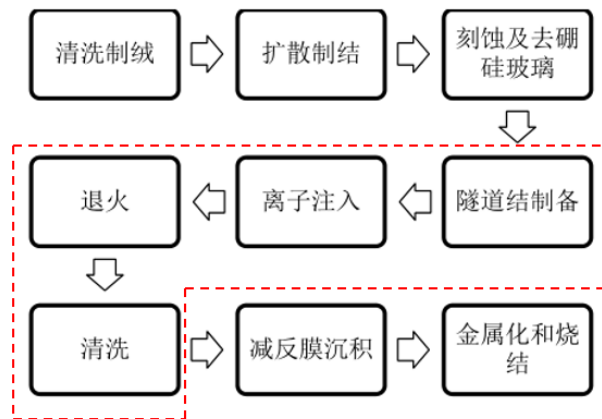 清洗制绒
扩散制结
刻蚀及去硼
硅玻璃
隧道结制备
离子注入
退火
清洗
减反膜沉积
金属化和烧
结